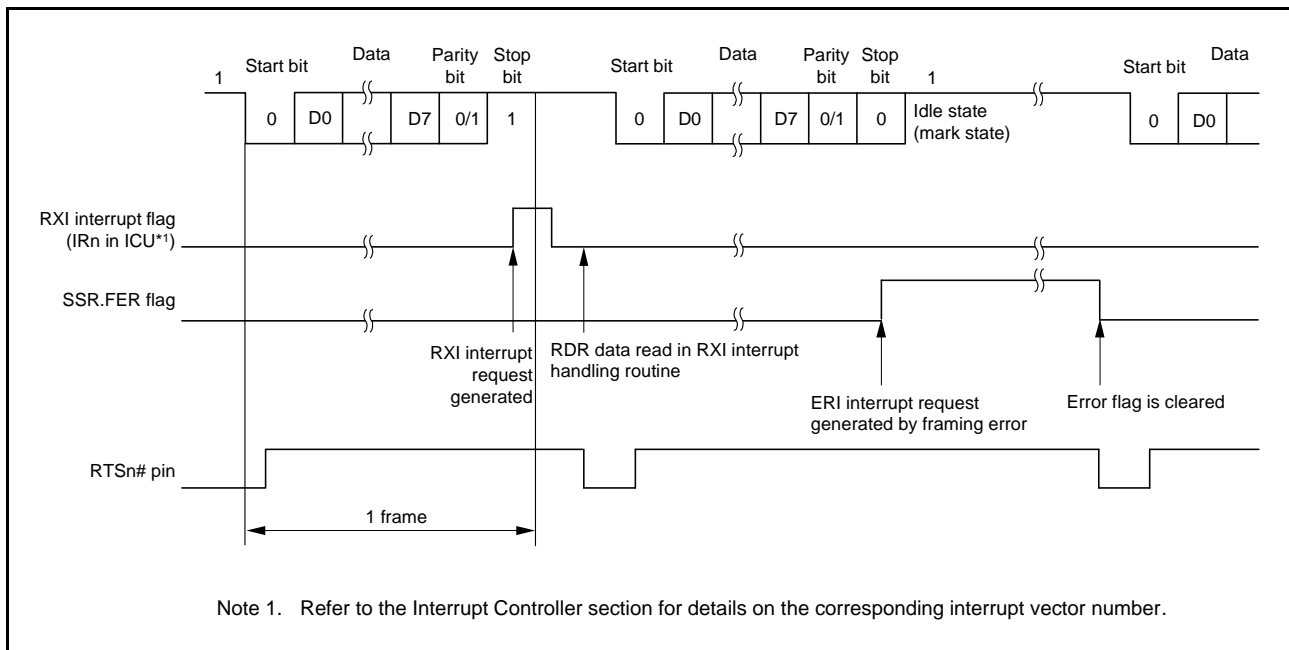 1
Start bit
Data
Parity
bit
Stop
bit
Start bit
Data
Parity
bit
Stop
bit
1
Start bit
Data
0
D0
D7
0/1
1
0
D0
D7
0/1
0
Idle state
(mark state)
0
D0
RXI interrupt flag
(IRn in ICU*1)
SSR.FER flag
RXI interrupt
request
generated
RDR data read in RXI interrupt
handling routine
ERI interrupt request
generated by framing error
Error flag is cleared
RTSn# pin
1 frame
Note 1. Refer to the Interrupt Controller section for details on the corresponding interrupt vector number.